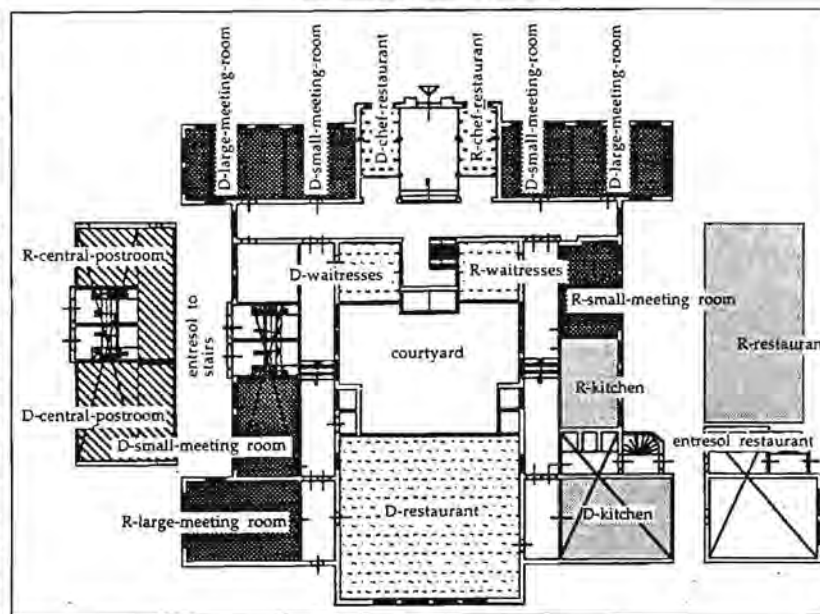 D-large-meeting-room
D-small-meeting-room
D-chef-restaurant
R-chef-restaurant
D-small-meeting-room
D-large-meeting-room
R-central-postroom
D-waitresses
R-waitresses
entresol to
stairs
R-small-meeting room
courtyard
R-restaurant
R-kitchen
D-central-postroom
D-small-meeting room
entresol restaurant
R-large-meeting room
D-restaurant
D-kitchen